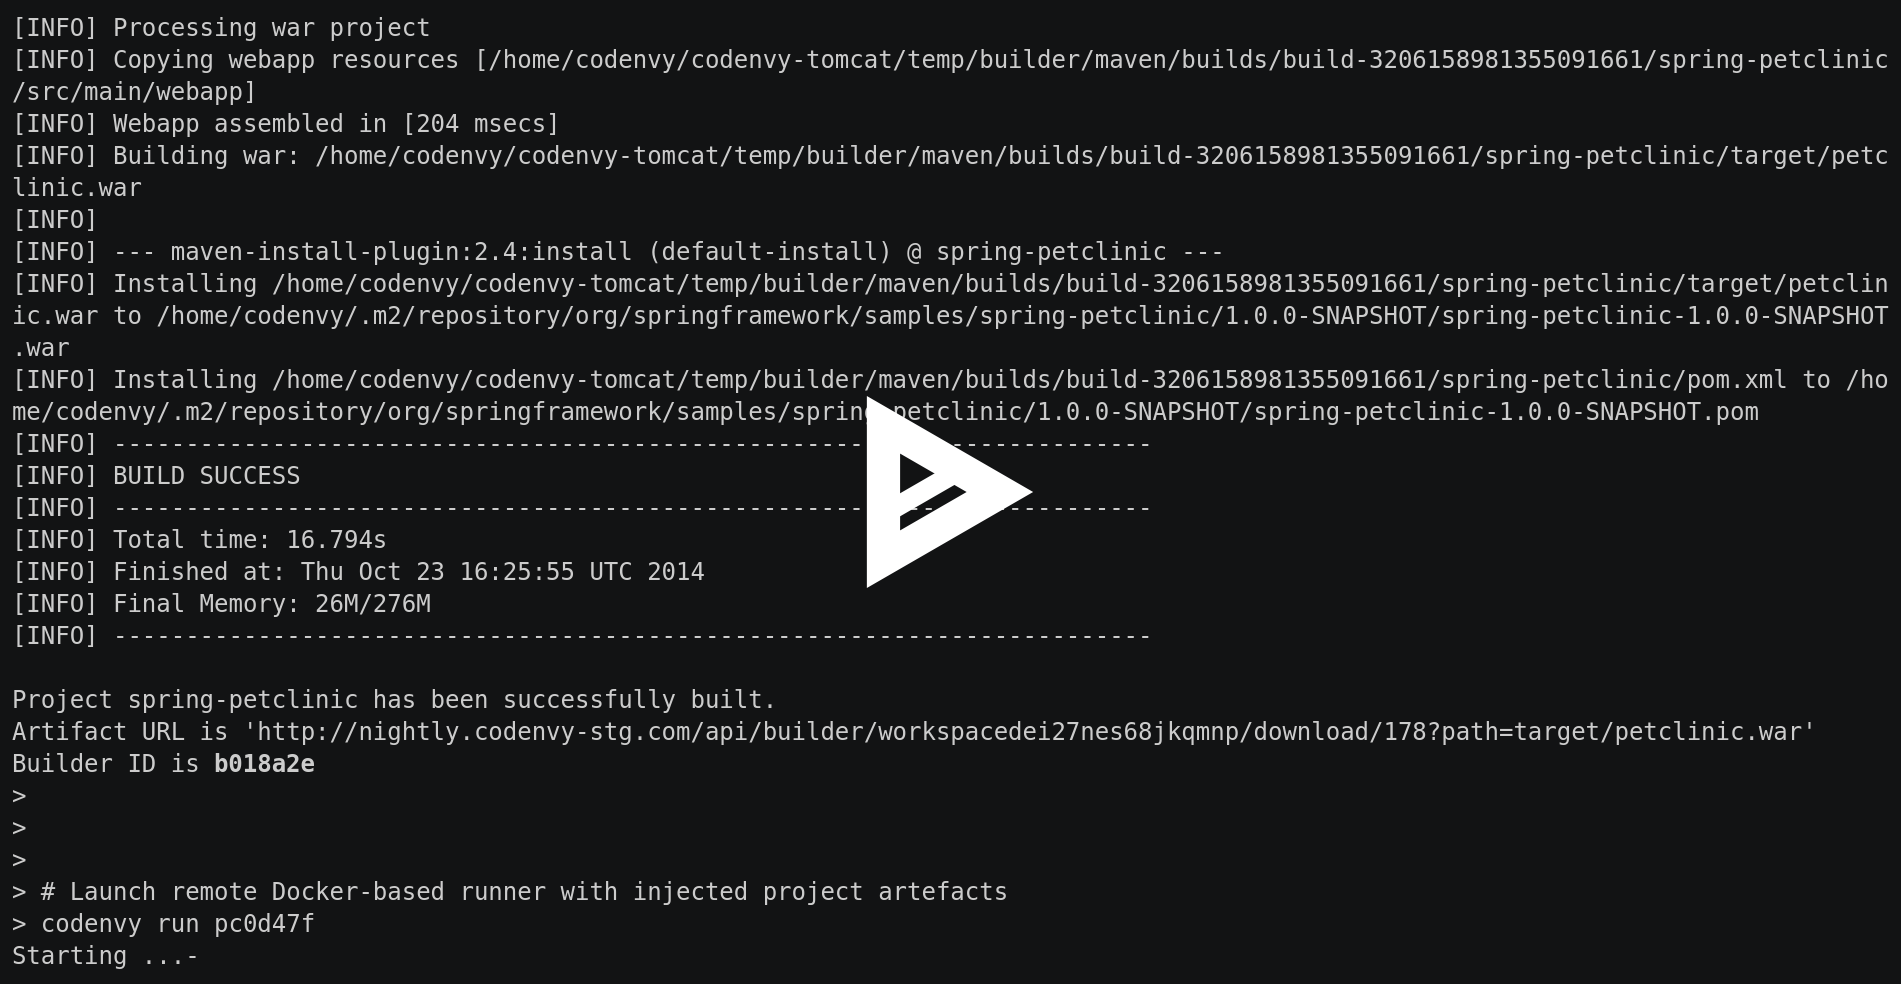 [INFO] Processing war project
[INFO] Copying webapp resources [/home/codenvy/codenvy-tomcat/temp/builder/maven/builds/build-3206158981355091661/spring-petclinic
/src/main/webapp]
[INFO] Webapp assembled in [204 msecs]
[INFO] Building war: /home/codenvy/codenvy-tomcat/temp/builder/maven/builds/build-3206158981355091661/spring-petclinic/target/petc
linic.war
[INFO]
[INFO] --- maven-install-plugin:2.4:install (default-install) @ spring-petclinic ---
[INFO] Installing /home/codenvy/codenvy-tomcat/temp/builder/maven/builds/build-3206158981355091661/spring-petclinic/target/petclin
ic.war to /home/codenvy/.m2/repository/org/springframework/samples/spring-petclinic/1.0.0-SNAPSHOT/spring-petclinic-1.0.0-SNAPSHOT
.war
[INFO] Installing /home/codenvy/codenvy-tomcat/temp/builder/maven/builds/build-3206158981355091661/spring-petclinic/pom.xml to /ho
me/codenvy/.m2/repository/org/springframework/samples/spring-petclinic/1.0.0-SNAPSHOT/spring-petclinic-1.0.0-SNAPSHOT.pom
[INFO] ------------------------------------------------------------------------
[INFO] BUILD SUCCESS
[INFO] ------------------------------------------------------------------------
[INFO] Total time: 16.794s
[INFO] Finished at: Thu Oct 23 16:25:55 UTC 2014
[INFO] Final Memory: 26M/276M
[INFO] ------------------------------------------------------------------------
Project spring-petclinic has been successfully built.
Artifact URL is 'http://nightly.codenvy-stg.com/api/builder/workspacedei27nes68jkqmnp/download/178?path=target/petclinic.war'
Builder ID is b018a2e
>
>
>
> # Launch remote Docker-based runner with injected project artefacts
> codenvy run pc0d47f
Starting ...-